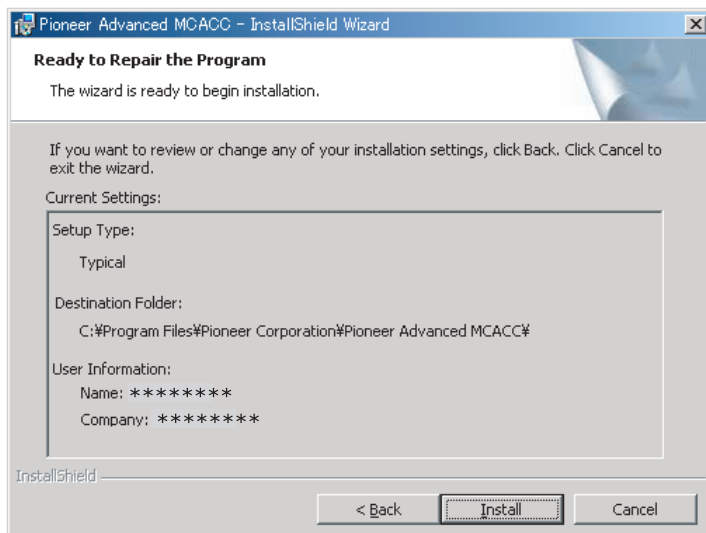 Pioneer Advanced MCACC - InstallShield Wizard
Ready to Repair the Program
The wizard is ready to begin installation.
If you want to review or change any of your installation settings, click Back. Click Cancel to
exit the wizard.
Current Settings:
Setup Type:
Typical
Destination Folder:
C:¥Program Files¥Pioneer Corporation¥Pioneer Advanced MCACC¥
User Information:
Name: ********
Company: ********
InstallShield
< Back Install Cancel